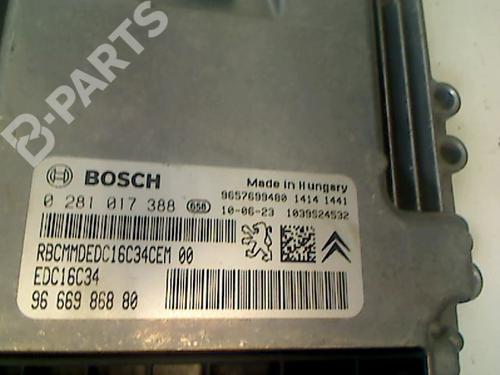 B-PARTS
BOSCH
Made in Hungary
0 281 017 388 658
9657699480 1414 1441
10-06-23 1039S24532
RBCMMDEDC16C34CEM 00
EDC16C34
96 669 868 80